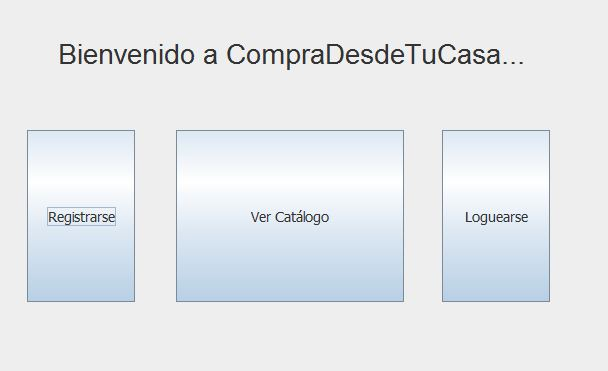 Bienvenido a CompraDesdeTuCasa...
Registrarse
Ver Catálogo
Loguearse